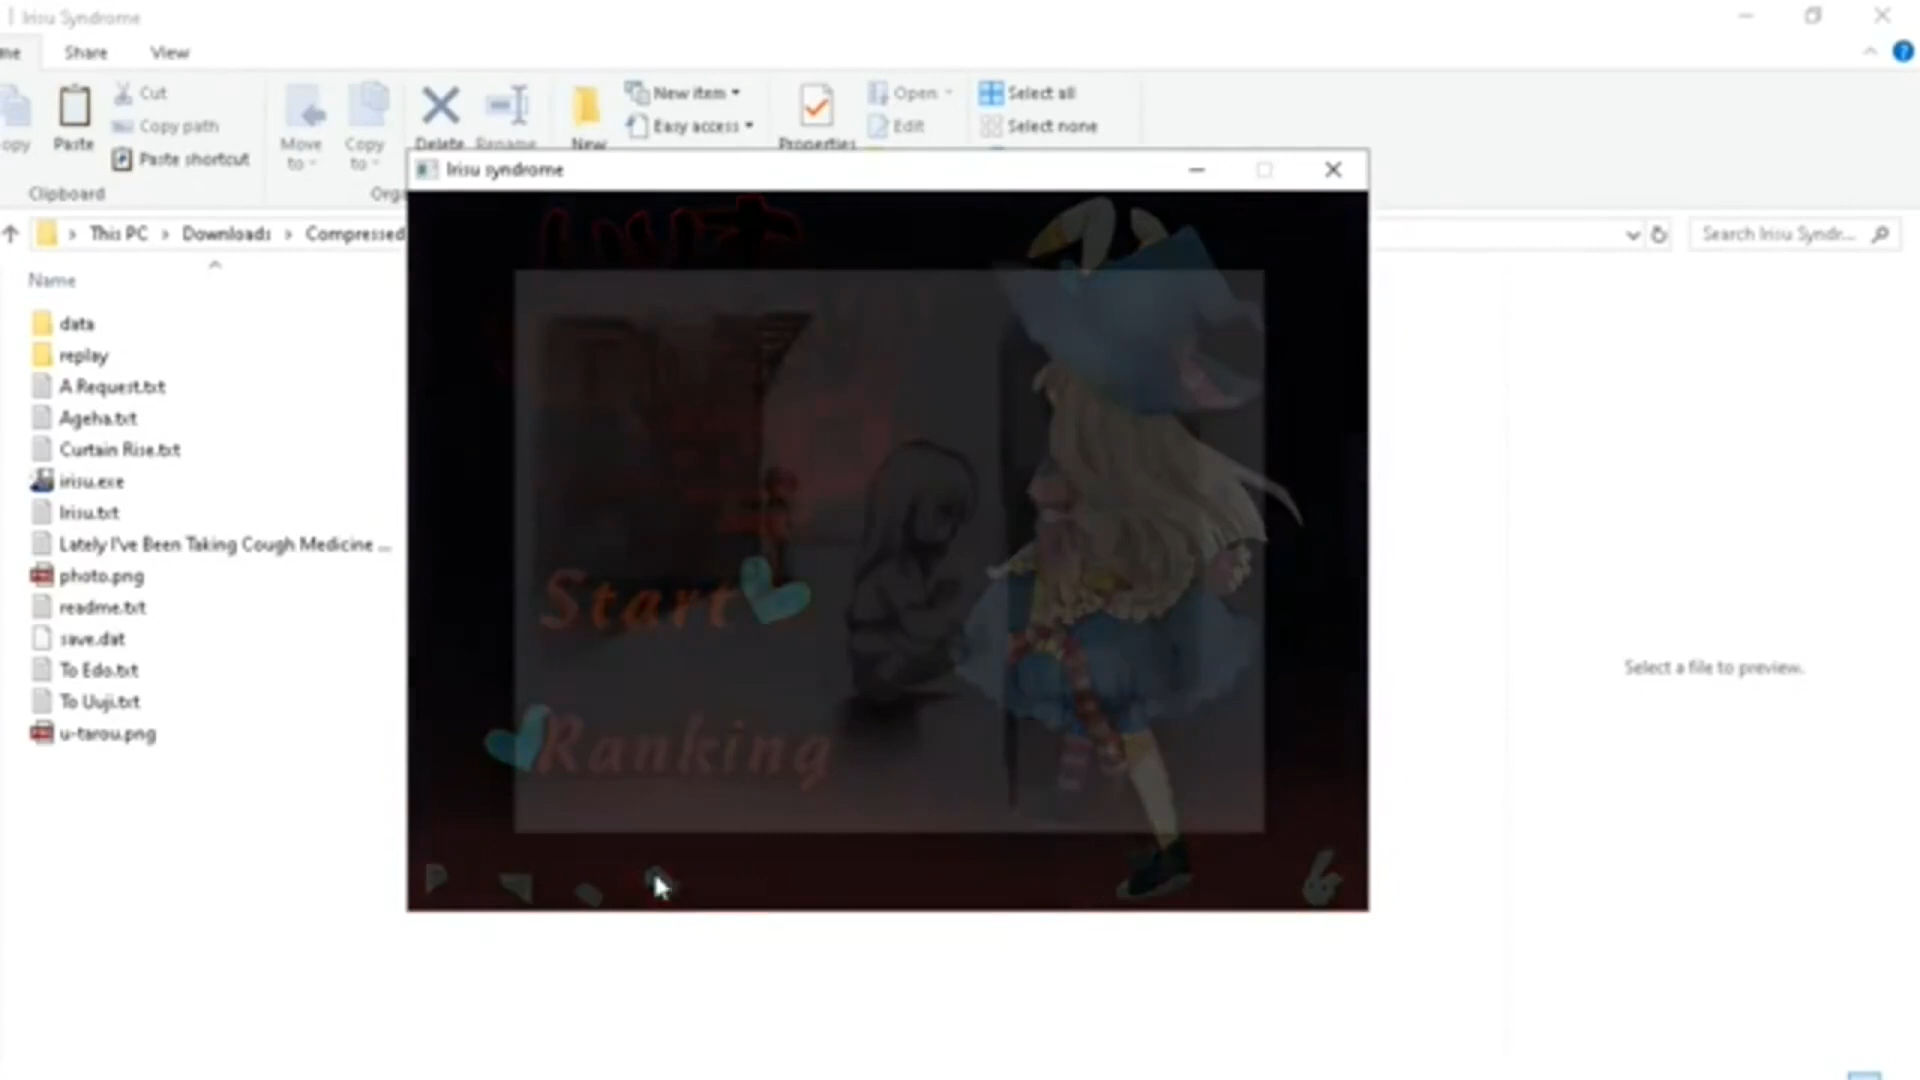 Irisu Syndrome
me Share View
opy
Paste
Cut
Copy path
Paste shortcut
Clipboard
Move to
Copy to
Delete
Rename
New
New item
Easy access
Properties
Open
Edit
Select all
Select none
Irisu syndrome
This PC > Downloads > Compressed
Search Irisu Syndr...
Name
data
replay
A Request.txt
Ageha.txt
Curtain Rise.txt
irisu.exe
Irisu.txt
Lately I've Been Taking Cough Medicine ...
photo.png
readme.txt
save.dat
To Edo.txt
To Uuji.txt
u-tarou.png
Start
Ranking
6
Select a file to preview.